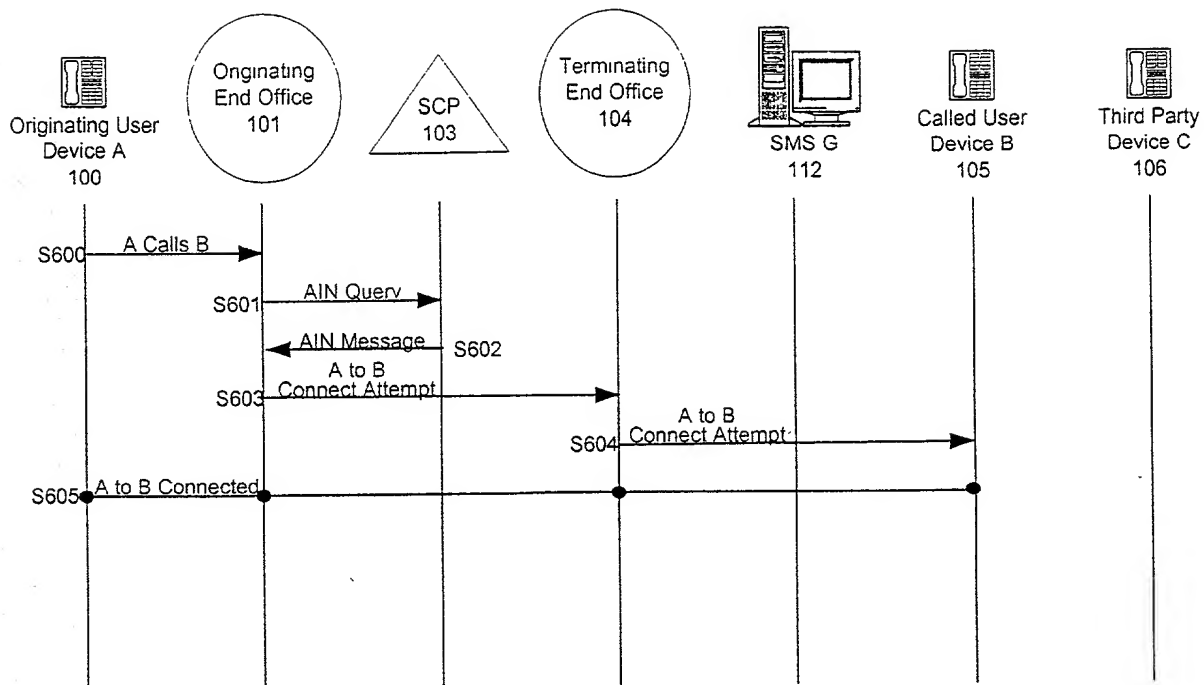 Originating User
Device A
100
Onginating
End Office
101
SCP
103
Terminating
End Office
104
SMS G
112
Called User
Device B
105
Third Party
Device C
106
S600 A Calls B
S601 AIN Query
AIN Message S602
A to B
S603 Connect Attempt
A to B
S604 Connect Attempt
S605 A to B Connected